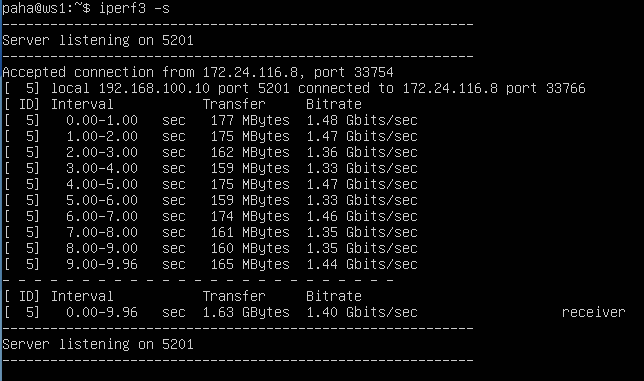 paha@ws1:~$ iperf3 -s
-----------------------------------------------------------
Server listening on 5201
-----------------------------------------------------------
Accepted connection from 172.24.116.8, port 33754
[  5] local 192.168.100.10 port 5201 connected to 172.24.116.8 port 33766
[ ID] Interval           Transfer     Bitrate
[  5]   0.00-1.00   sec   177 MBytes  1.48 Gbits/sec
[  5]   1.00-2.00   sec   175 MBytes  1.47 Gbits/sec
[  5]   2.00-3.00   sec   162 MBytes  1.36 Gbits/sec
[  5]   3.00-4.00   sec   159 MBytes  1.33 Gbits/sec
[  5]   4.00-5.00   sec   175 MBytes  1.47 Gbits/sec
[  5]   5.00-6.00   sec   159 MBytes  1.33 Gbits/sec
[  5]   6.00-7.00   sec   174 MBytes  1.46 Gbits/sec
[  5]   7.00-8.00   sec   161 MBytes  1.35 Gbits/sec
[  5]   8.00-9.00   sec   160 MBytes  1.35 Gbits/sec
[  5]   9.00-9.96   sec   165 MBytes  1.44 Gbits/sec
- - - - - - - - - - - - - - - - - - - - - - - - -
[ ID] Interval           Transfer     Bitrate
[  5]   0.00-9.96   sec  1.63 GBytes  1.40 Gbits/sec                  receiver
-----------------------------------------------------------
Server listening on 5201
-----------------------------------------------------------